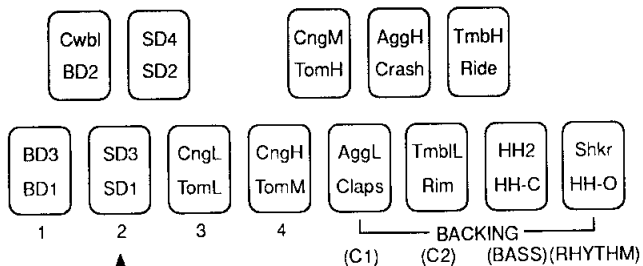 Cwbl SD4 CngM AggH TmbH
BD2 SD2 TomH Crash Ride
BD3 SD3 CngL CngH AggL TmblL HH2 Shkr
BD1 SD1 TomL TomM Claps Rim HH-C HH-O
1 2 3 4 BACKING
(C1) (C2) (BASS) (RHYTHM)